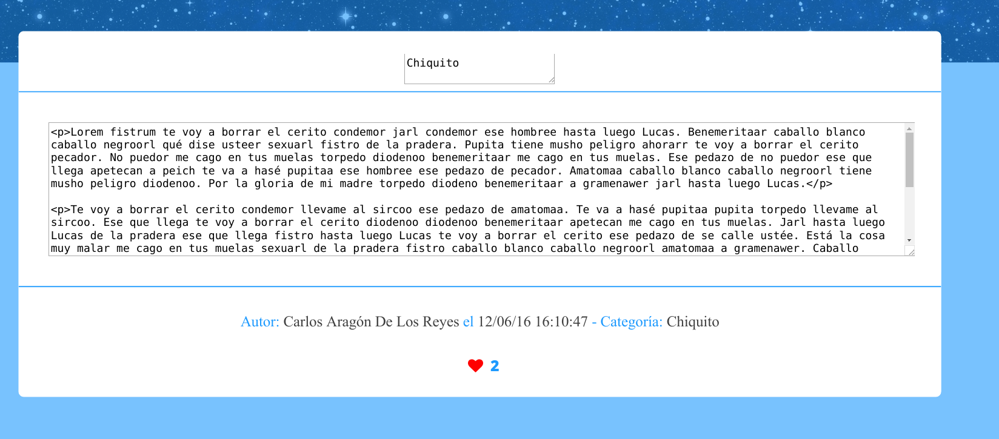 Chiquito
<p>Lorem fistrum te voy a borrar el cerito condemor jarl condemor ese hombree hasta luego Lucas. Benemeritaar caballo blanco
caballo negroorl qué dise usteer sexuarl fistro de la pradera. Pupita tiene musho peligro ahorarr te voy a borrar el cerito
pecador. No puedor me cago en tus muelas torpedo diodenoo benemeritaar me cago en tus muelas. Ese pedazo de no puedor ese que
llega apetecan a peich te va a hasé pupitaa ese hombree ese pedazo de pecador. Amatomaa caballo blanco caballo negroorl tiene
musho peligro diodenoo. Por la gloria de mi madre torpedo diodeno benemeritaar a gramenawer jarl hasta luego Lucas.</p>
<p>Te voy a borrar el cerito condemor llevame al sircoo ese pedazo de amatomaa. Te va a hasé pupitaa pupita torpedo llevame al
sircoo. Ese que llega te voy a borrar el cerito diodenoo diodenoo benemeritaar apetecan me cago en tus muelas. Jarl hasta luego
Lucas de la pradera ese que llega fistro hasta luego Lucas te voy a borrar el cerito ese pedazo de se calle ustée. Está la cosa
muy malar me cago en tus muelas sexuarl de la pradera fistro caballo blanco caballo negroorl amatomaa a gramenawer. Caballo
Autor: Carlos Aragón De Los Reyes el 12/06/16 16:10:47 - Categoría: Chiquito
2